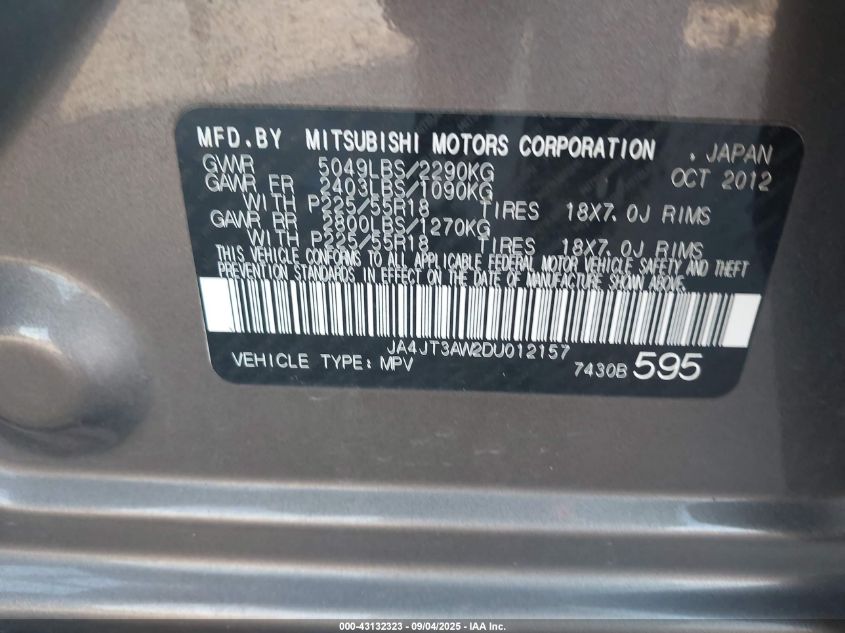 MFD.BY MITSUBISHI MOTORS CORPORATION , JAPAN
GVWR 5049LBS/2290KG OCT 2012
GAWR FR 2403LBS/1090KG
WITH P225/55R18 TIRES 18X7.0J RIMS
GAWR RR 2800LBS/1270KG
WITH P225/55R18 TIRES 18X7.0J RIMS
THIS VEHICLE CONFORMS TO ALL APPLICABLE FEDERAL MOTOR VEHICLE SAFETY AND THEFT
PREVENTION STANDARDS IN EFFECT ON THE DATE OF MANUFACTURE SHOWN ABOVE.
JA4JT3AW2DU012157
VEHICLE TYPE: MPV 7430B 595
000-43132323 - 09/04/2025 - IAA Inc.